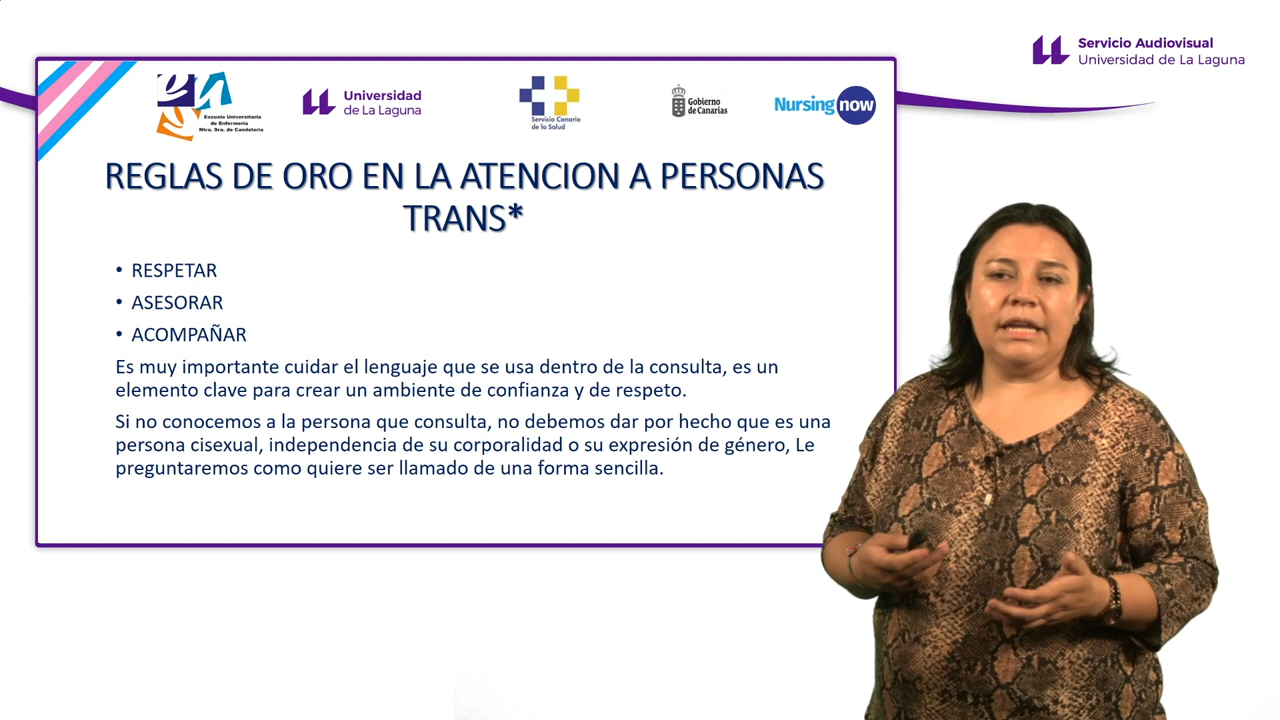 Servicio Audiovisual
Universidad de La Laguna
Escuela Universitaria
de Enfermería
Ntra. Sra. de Candelaria
Universidad
de La Laguna
Servicio Canario
de la Salud
Gobierno
de Canarias
Nursing now
REGLAS DE ORO EN LA ATENCION A PERSONAS
TRANS*
• RESPETAR
• ASESORAR
• ACOMPAÑAR
Es muy importante cuidar el lenguaje que se usa dentro de la consulta, es un
elemento clave para crear un ambiente de confianza y de respeto.
Si no conocemos a la persona que consulta, no debemos dar por hecho que es una
persona cisexual, independencia de su corporalidad o su expresión de género, Le
preguntaremos como quiere ser llamado de una forma sencilla.